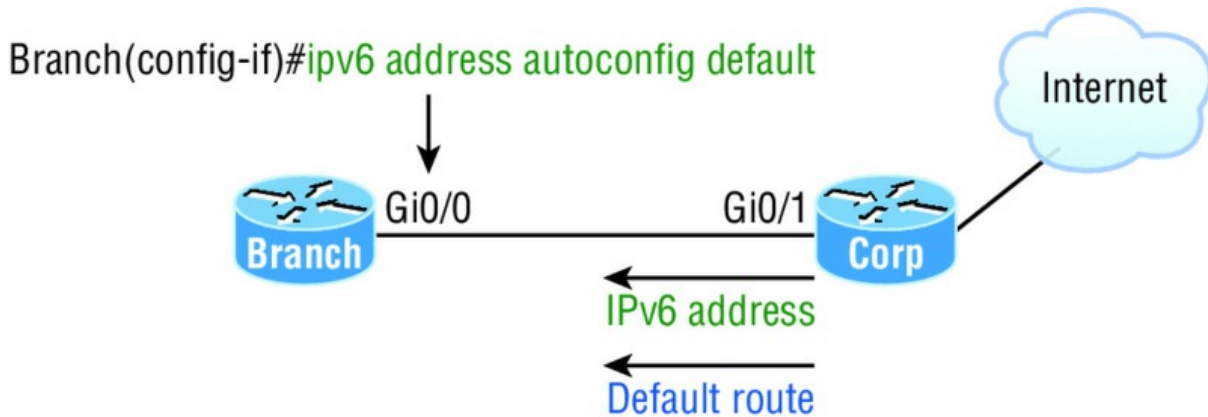 Branch(config-if)#ipv6 address autoconfig default
Internet
Gi0/0
Gi0/1
Branch
Corp
IPv6 address
Default route